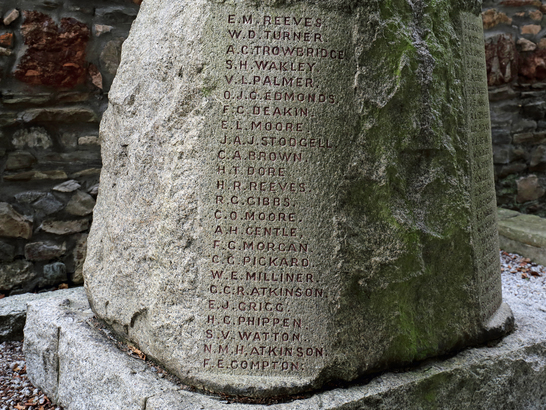 E.M. REEVES.
W.D. TURNER.
A.C. TROWBRIDGE
S.H. WAKLEY.
V.L. PALMER.
O.J.G. EDMONDS.
F.C. DEAKIN.
E.L. MOORE.
J.A.J. STODGELL.
C.A. BROWN.
H.T. DORE.
H.R. REEVES.
R.G. GIBBS.
C.O. MOORE.
A.H. GENTLE.
F.G. MORGAN.
C.G. PICKARD.
W.E. MILLINER.
G.C.R. ATKINSON.
E.J. GRIGG.
H.G. PHIPPEN.
S.V. WATTON.
N.M.H. ATKINSON.
F.E. COMPTON.